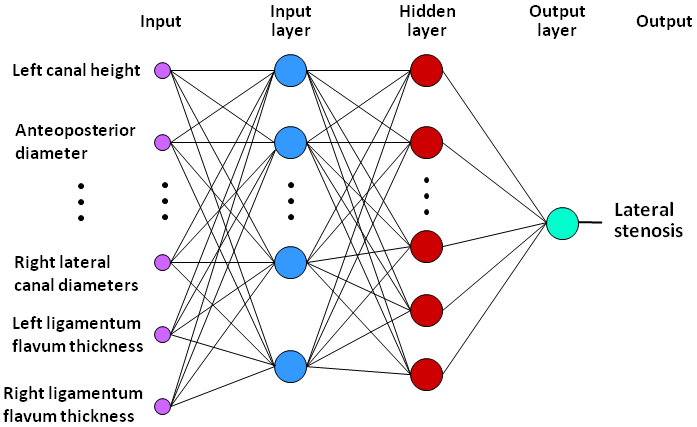 Input
Input
layer
Hidden
layer
Output
layer
Output
Left canal height
Anteoposterior
diameter
Right lateral
canal diameters
Left ligamentum
flavum thickness
Right ligamentum
flavum thickness
Lateral
stenosis